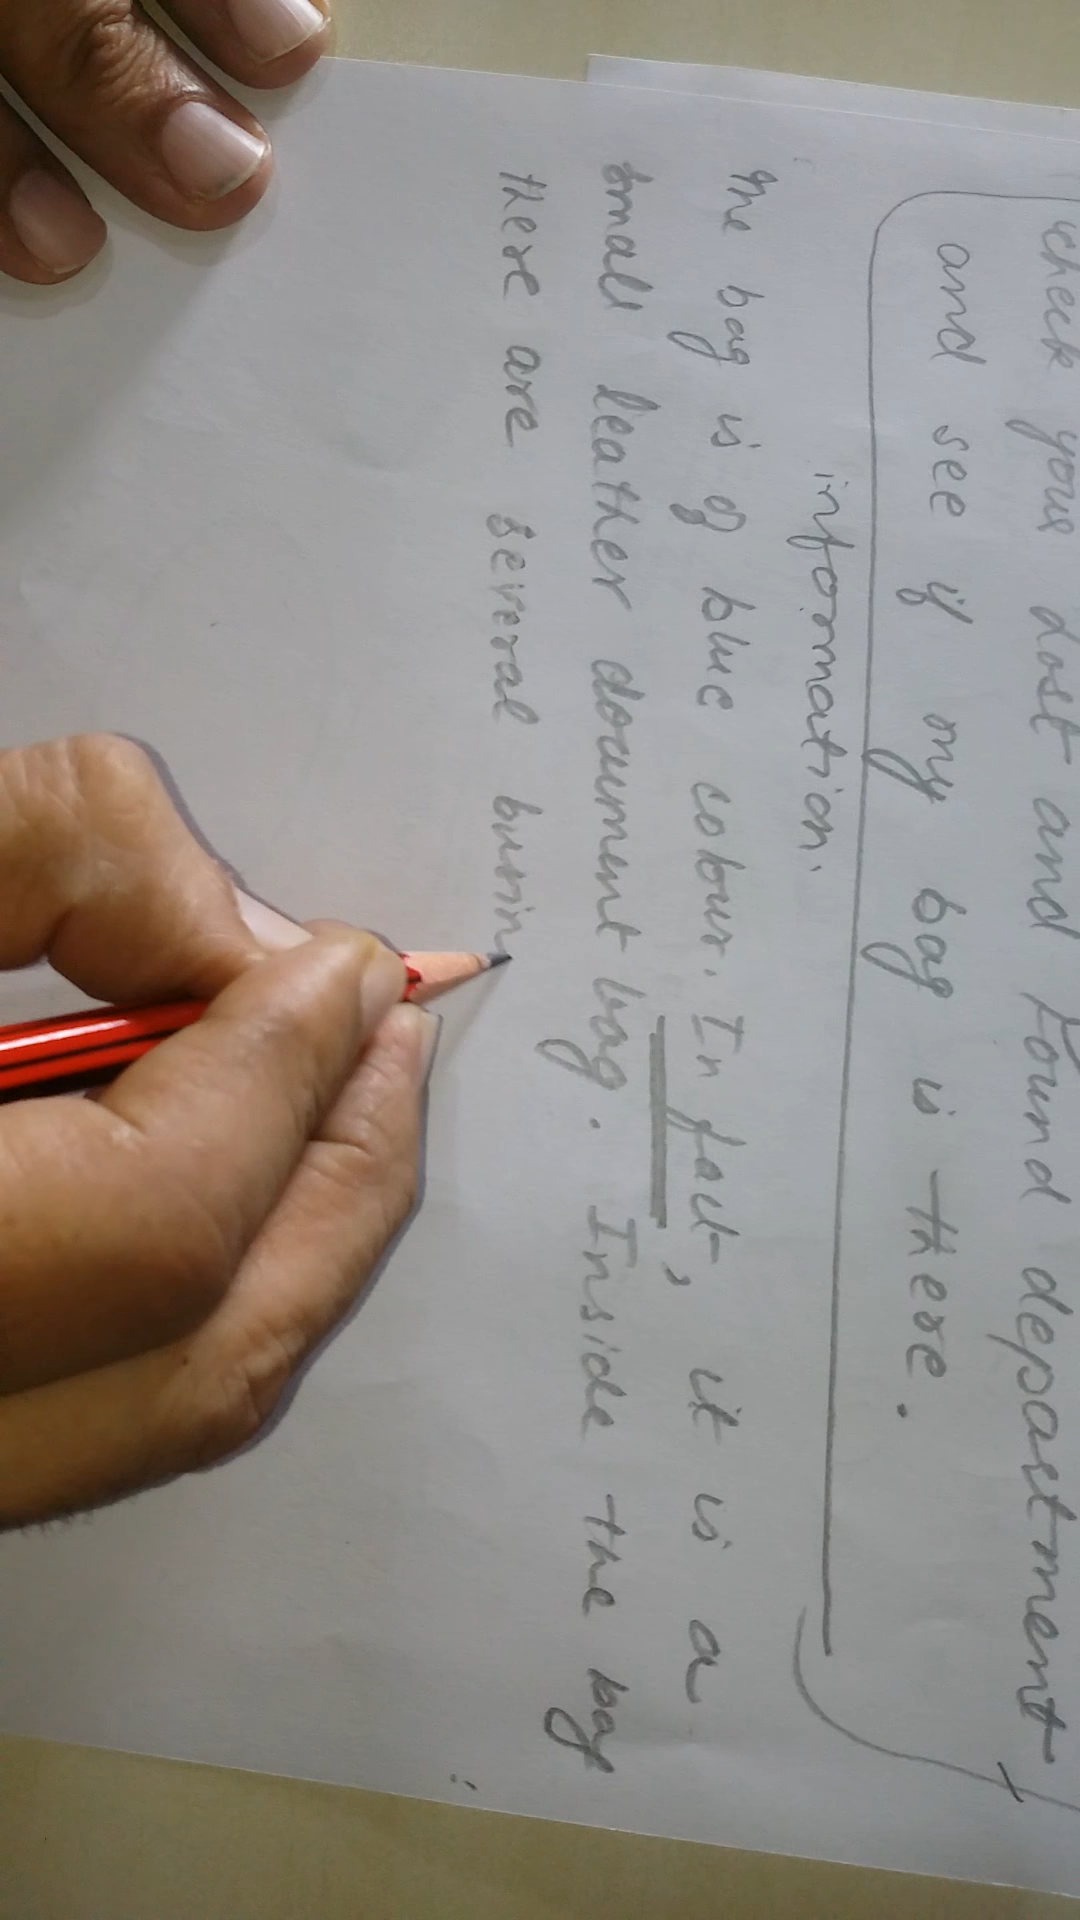 check your Lost and Found department
and see if my bag is there.
information.
The bag is of blue colour. In fact, it is a
small leather document bag. Inside the bag
there are several busin